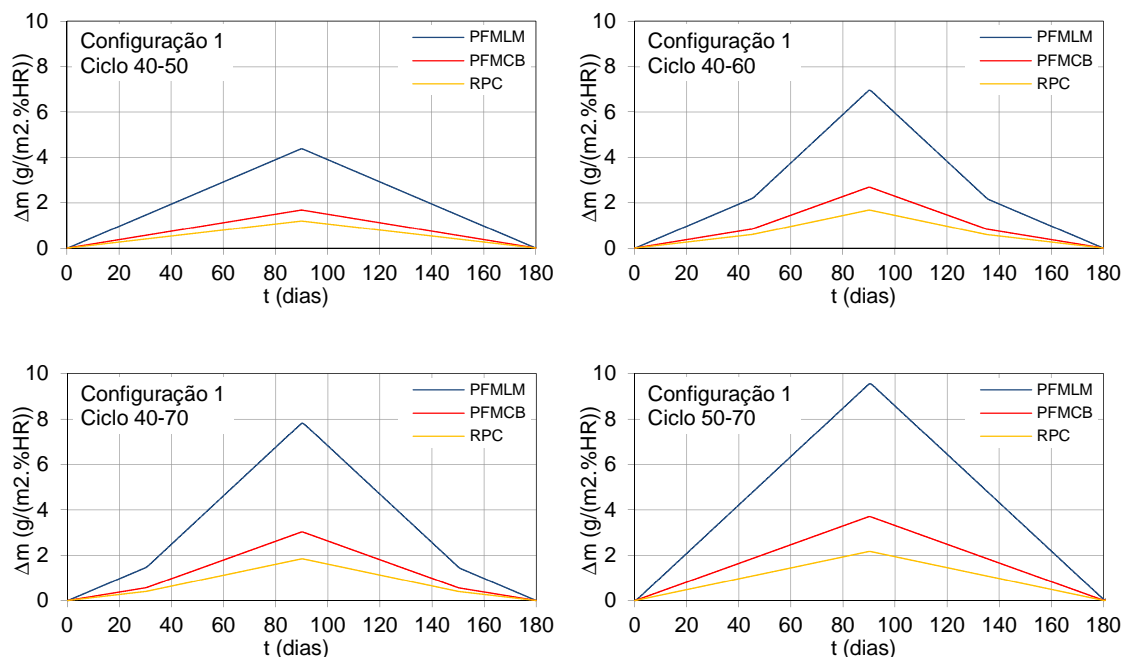 Configuração 1
Ciclo 40-50
PFMLM
PFMCB
RPC
Δm (g/(m2.%HR))
10
8
6
4
2
0
0 20 40 60 80 100 120 140 160 180
t (dias)
Configuração 1
Ciclo 40-60
PFMLM
PFMCB
RPC
Δm (g/(m2.%HR))
10
8
6
4
2
0
0 20 40 60 80 100 120 140 160 180
t (dias)
Configuração 1
Ciclo 40-70
PFMLM
PFMCB
RPC
Δm (g/(m2.%HR))
10
8
6
4
2
0
0 20 40 60 80 100 120 140 160 180
t (dias)
Configuração 1
Ciclo 50-70
PFMLM
PFMCB
RPC
Δm (g/(m2.%HR))
10
8
6
4
2
0
0 20 40 60 80 100 120 140 160 180
t (dias)